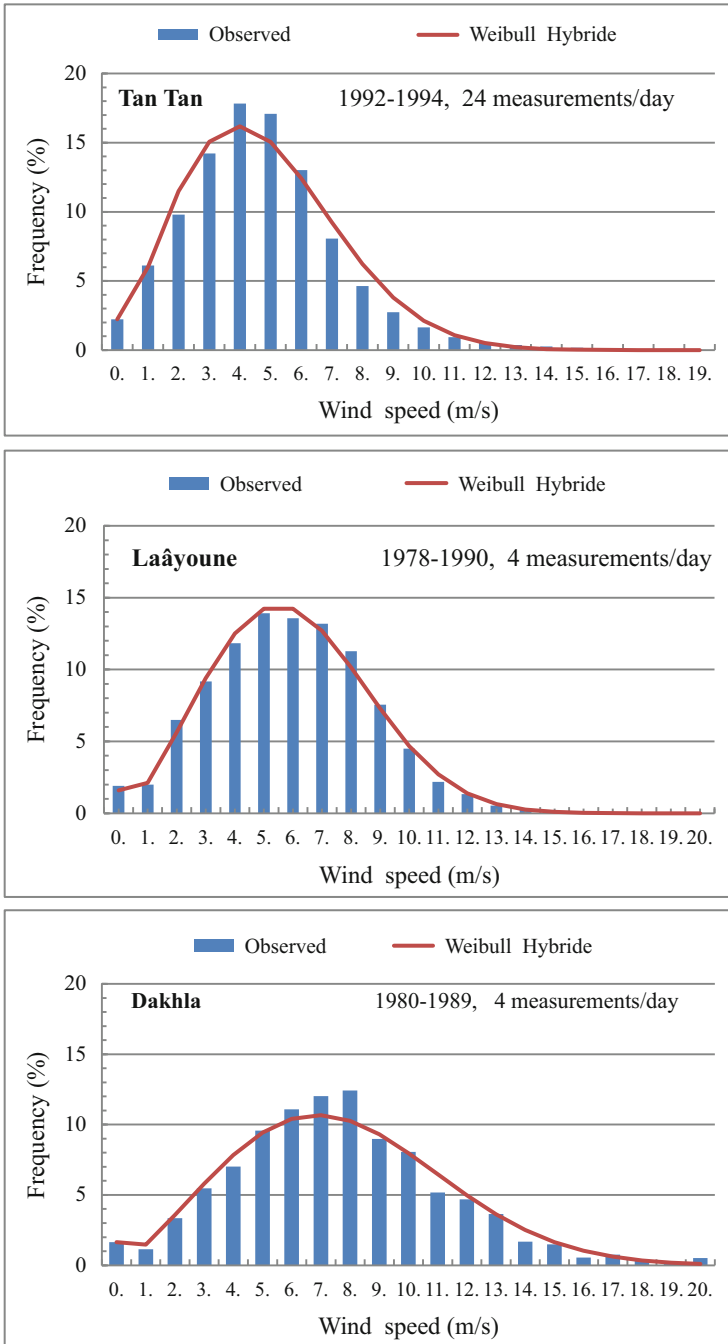 Observed Weibull Hybride
Tan Tan 1992-1994, 24 measurements/day
Frequency (%)
20
15
10
5
0
0. 1. 2. 3. 4. 5. 6. 7. 8. 9. 10. 11. 12. 13. 14. 15. 16. 17. 18. 19.
Wind speed (m/s)
Observed Weibull Hybride
Laâyoune 1978-1990, 4 measurements/day
Frequency (%)
20
15
10
5
0
0. 1. 2. 3. 4. 5. 6. 7. 8. 9. 10. 11. 12. 13. 14. 15. 16. 17. 18. 19. 20.
Wind speed (m/s)
Observed Weibull Hybride
Dakhla 1980-1989, 4 measurements/day
Frequency (%)
20
15
10
5
0
0. 1. 2. 3. 4. 5. 6. 7. 8. 9. 10. 11. 12. 13. 14. 15. 16. 17. 18. 19. 20.
Wind speed (m/s)